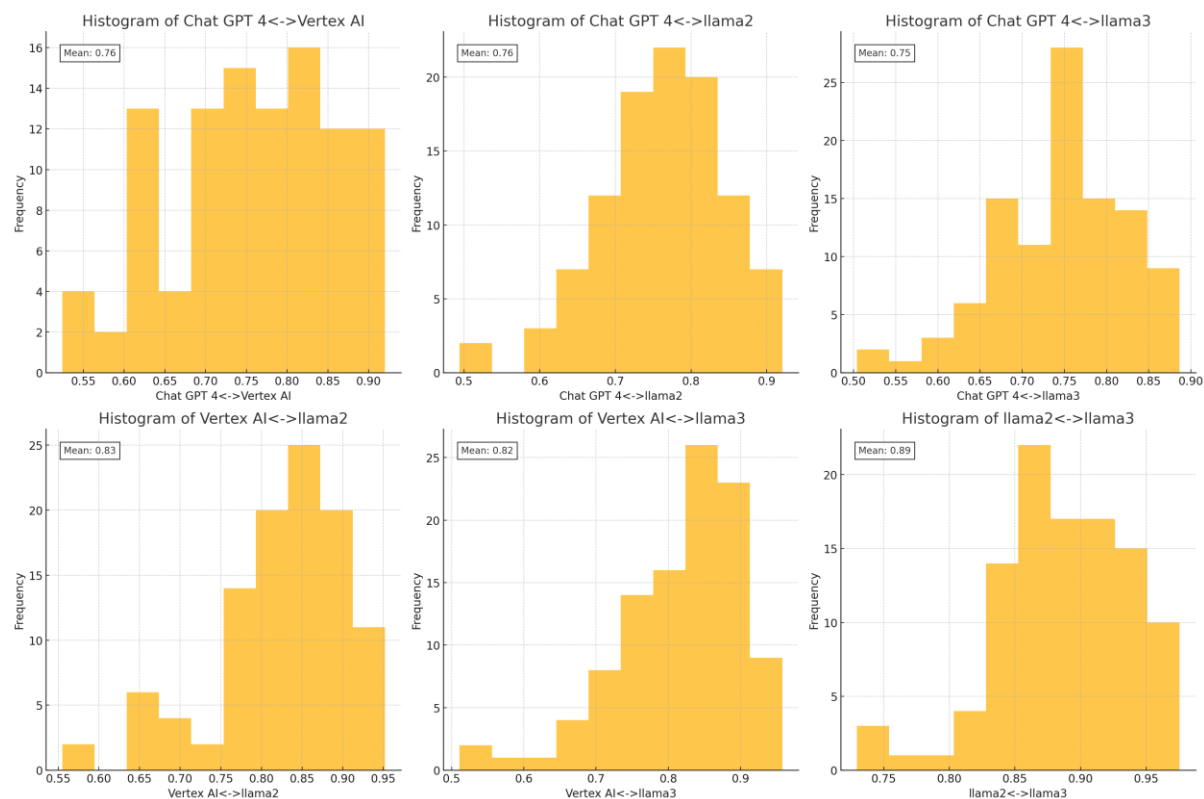 Histogram of Chat GPT 4<->Vertex AI
Mean: 0.76
Frequency
16
14
12
10
8
6
4
2
0
0.55 0.60 0.65 0.70 0.75 0.80 0.85 0.90
Chat GPT 4<->Vertex AI
Histogram of Chat GPT 4<->llama2
Mean: 0.76
Frequency
20
15
10
5
0
0.5 0.6 0.7 0.8 0.9
Chat GPT 4<->llama2
Histogram of Chat GPT 4<->llama3
Mean: 0.75
Frequency
25
20
15
10
5
0
0.50 0.55 0.60 0.65 0.70 0.75 0.80 0.85 0.90
Chat GPT 4<->llama3
Histogram of Vertex AI<->llama2
Mean: 0.83
Frequency
25
20
15
10
5
0
0.55 0.60 0.65 0.70 0.75 0.80 0.85 0.90 0.95
Vertex AI<->llama2
Histogram of Vertex AI<->llama3
Mean: 0.82
Frequency
25
20
15
10
5
0
0.5 0.6 0.7 0.8 0.9
Vertex AI<->llama3
Histogram of llama2<->llama3
Mean: 0.89
Frequency
20
15
10
5
0
0.75 0.80 0.85 0.90 0.95
llama2<->llama3